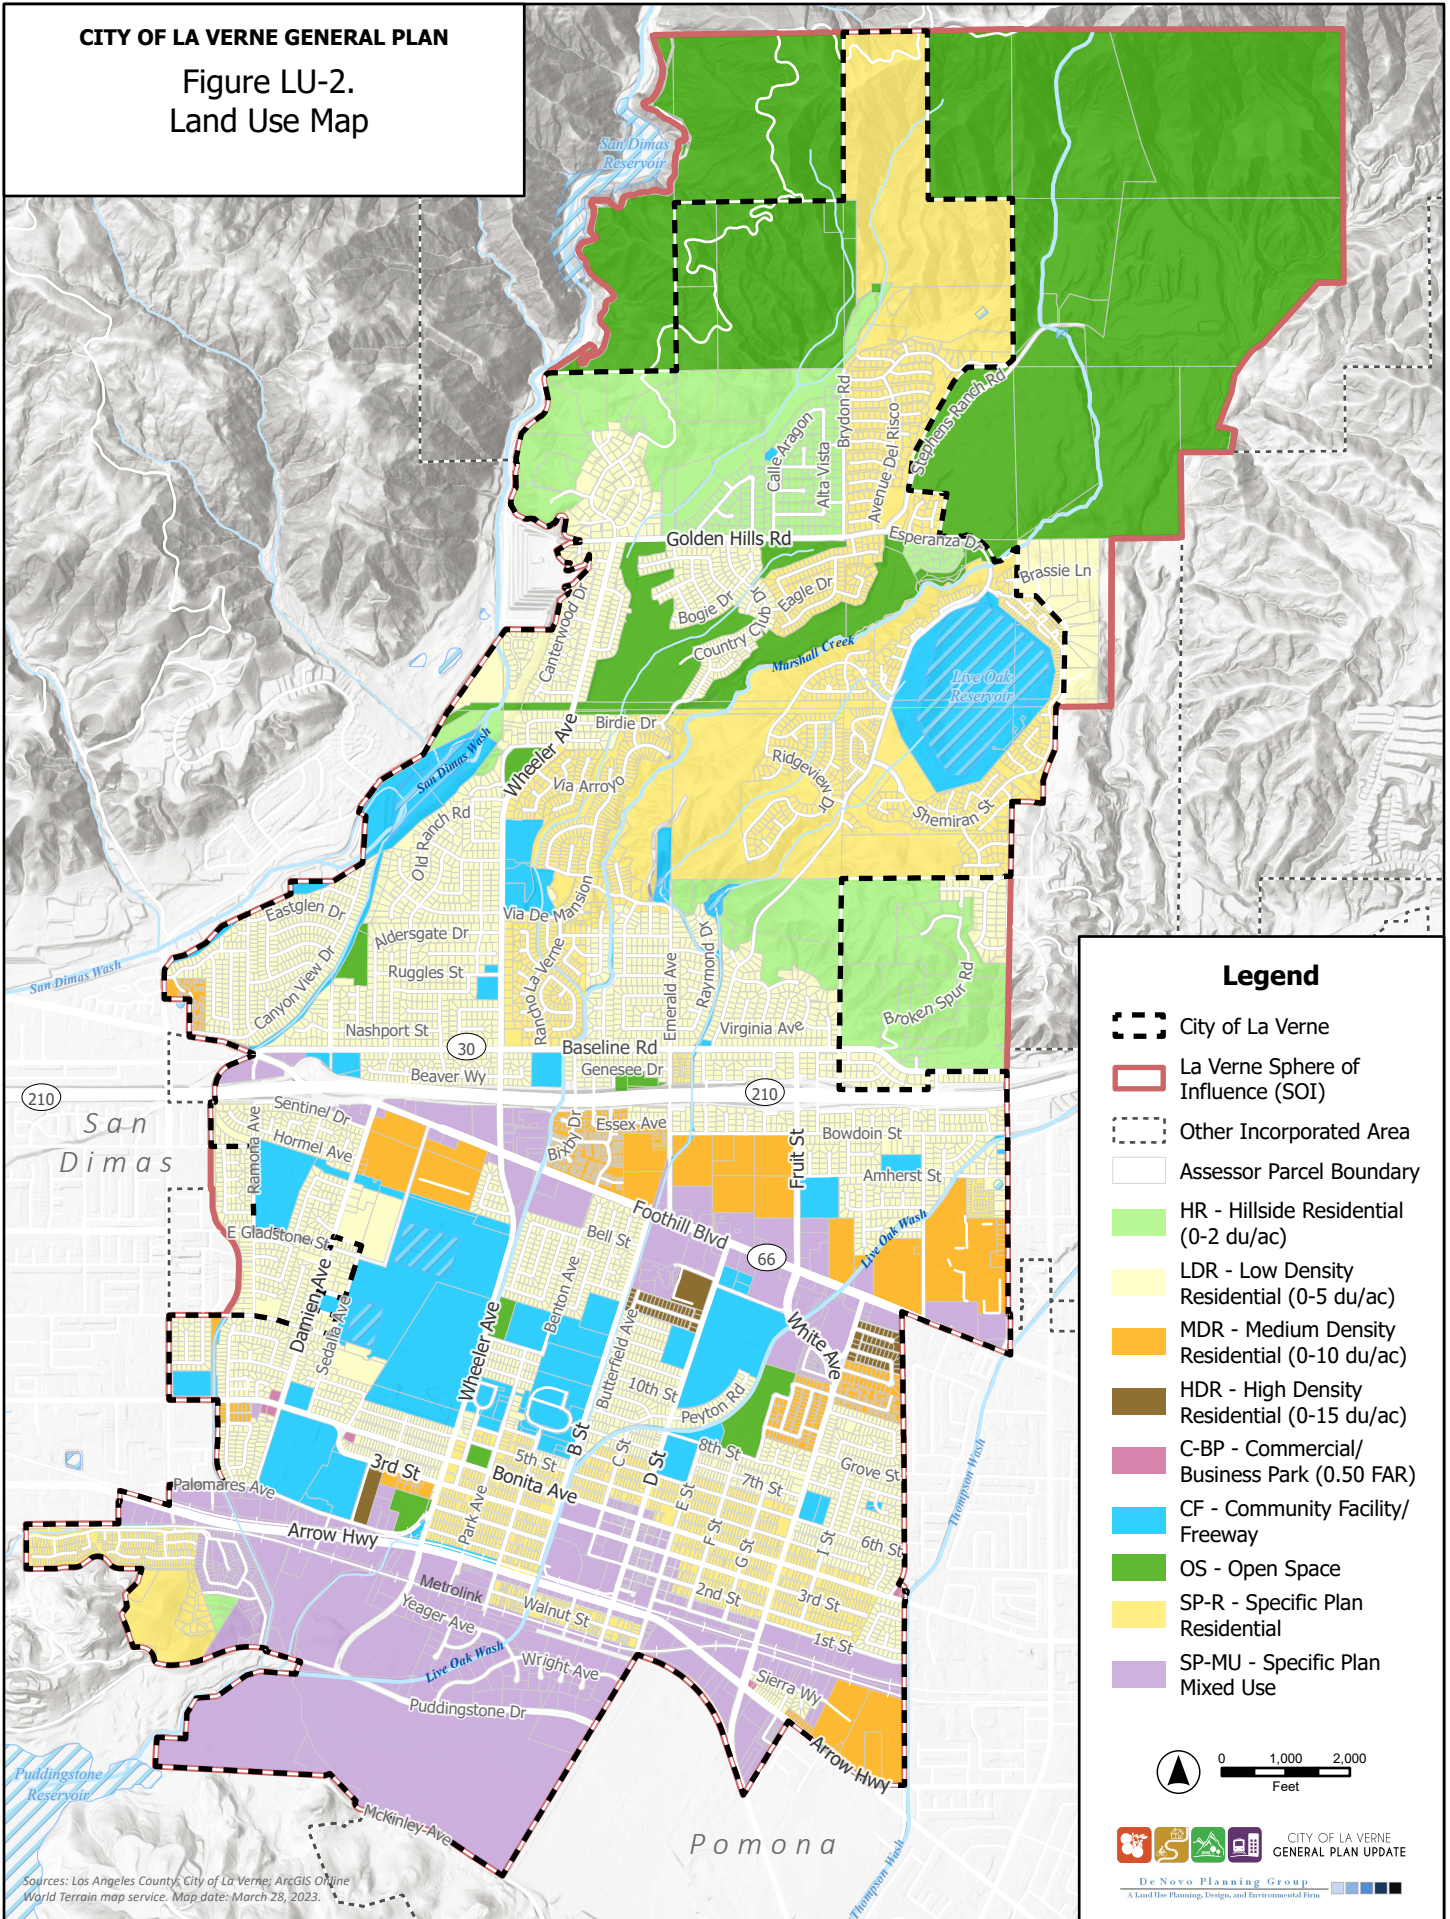 CITY OF LA VERNE GENERAL PLAN
Figure LU-2.
Land Use Map
San Dimas
Reservoir
Stephens Ranch Rd
Brydon Rd
Calle Aragon
Alta Vista
Avenue Del Risco
Golden Hills Rd
Esperanza Dr
Brassie Ln
Eagle Dr
Bogie Dr
Country Club Dr
Canterwood Dr
Marshall Creek
Live Oak
Reservoir
Birdie Dr
Wheeler Ave
San Dimas Wash
Via Arroyo
Ridgeview Dr
Shemiran St
Old Ranch Rd
Eastglen Dr
Via De Mansion
Aldersgate Dr
Ruggles St
Canyon View Dr
Rancho La Verne
Emerald Ave
Raymond Dr
Broken Spur Rd
San Dimas Wash
Nashport St
Virginia Ave
30
Baseline Rd
Genesee Dr
Beaver Wy
210
210
San
Dimas
Sentinel Dr
Hormel Ave
Ramona Ave
Bixby Dr
Essex Ave
Bowdoin St
Fruit St
Amherst St
E Gladstone St
Foothill Blvd
66
Bell St
Live Oak Wash
Damien Ave
Sedalia Ave
Wheeler Ave
Benton Ave
Butterfield Ave
White Ave
10th St
Peyton Rd
B St
C St
D St
8th St
7th St
Grove St
3rd St
5th St
Bonita Ave
E St
Park Ave
F St
G St
I St
6th St
Palomares Ave
Arrow Hwy
Metrolink
Yeager Ave
Walnut St
2nd St
3rd St
1st St
Live Oak Wash
Wright Ave
Puddingstone Dr
Sierra Wy
Arrow Hwy
Thompson Wash
Puddingstone
Reservoir
McKinley Ave
Pomona
Thompson Wash
Sources: Los Angeles County; City of La Verne; ArcGIS Online
World Terrain map service. Map date: March 28, 2023.
Legend
City of La Verne
La Verne Sphere of
Influence (SOI)
Other Incorporated Area
Assessor Parcel Boundary
HR - Hillside Residential
(0-2 du/ac)
LDR - Low Density
Residential (0-5 du/ac)
MDR - Medium Density
Residential (0-10 du/ac)
HDR - High Density
Residential (0-15 du/ac)
C-BP - Commercial/
Business Park (0.50 FAR)
CF - Community Facility/
Freeway
OS - Open Space
SP-R - Specific Plan
Residential
SP-MU - Specific Plan
Mixed Use
0 1,000 2,000
Feet
CITY OF LA VERNE
GENERAL PLAN UPDATE
De Novo Planning Group
A Land Use Planning, Design, and Environmental Firm